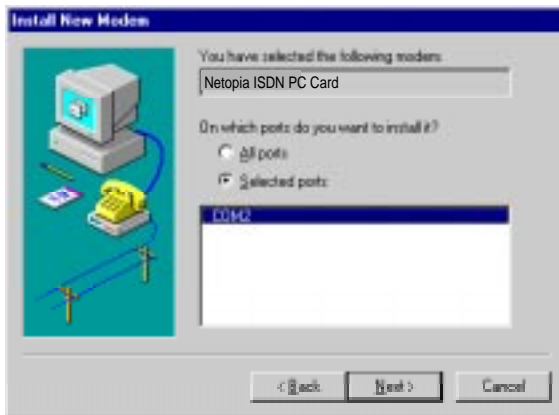 Install New Modem
You have selected the following modem:
Netopia ISDN PC Card
On which ports do you want to install it?
All ports
Selected ports
COM2
< Back
Next >
Cancel